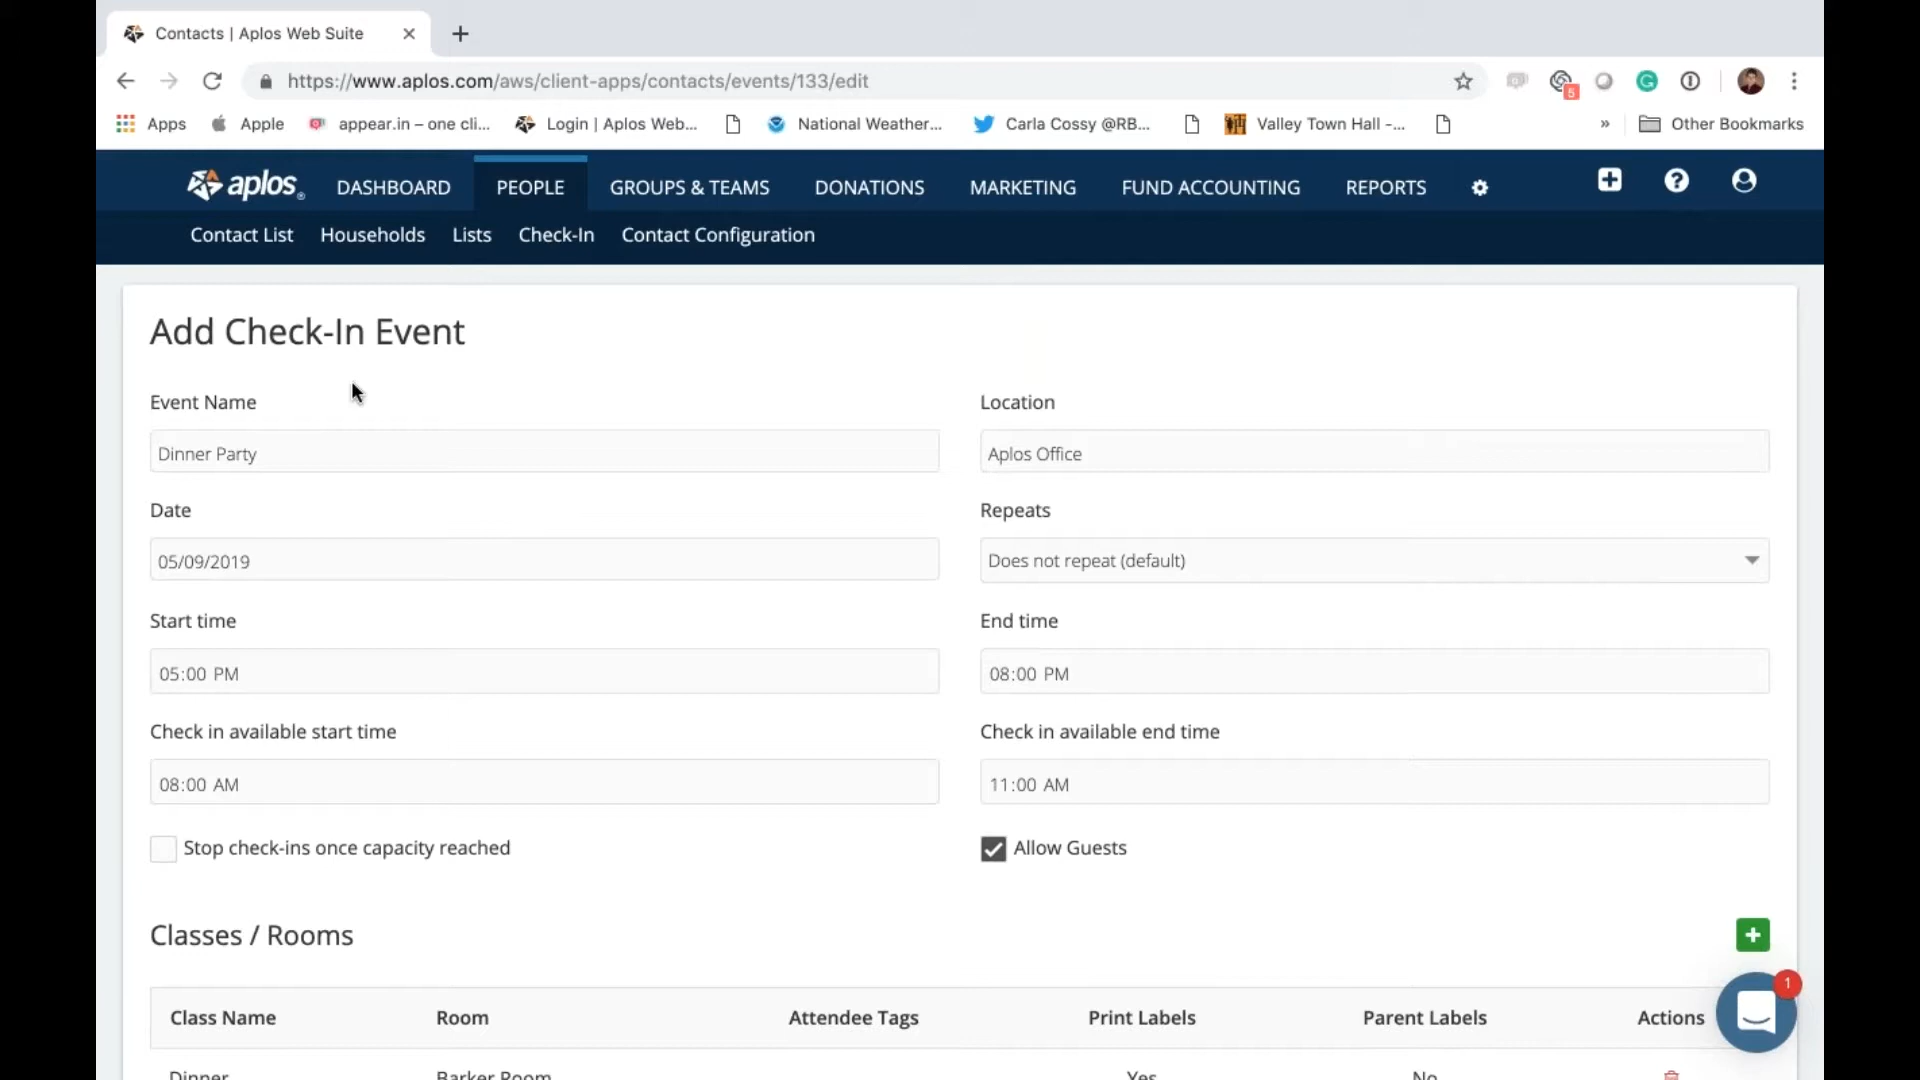 Contacts | Aplos Web Suite
https://www.aplos.com/aws/client-apps/contacts/events/133/edit
5
Apps Apple appear.in – one cli... Login | Aplos Web... National Weather... Carla Cossy @RB... Valley Town Hall -... » Other Bookmarks
aplos DASHBOARD PEOPLE GROUPS & TEAMS DONATIONS MARKETING FUND ACCOUNTING REPORTS
Contact List Households Lists Check-In Contact Configuration
Add Check-In Event
Event Name Location
Dinner Party Aplos Office
Date Repeats
05/09/2019 Does not repeat (default)
Start time End time
05:00 PM 08:00 PM
Check in available start time Check in available end time
08:00 AM 11:00 AM
Stop check-ins once capacity reached Allow Guests
Classes / Rooms
1
Class Name Room Attendee Tags Print Labels Parent Labels Actions
Dinner Barker Room Yes No